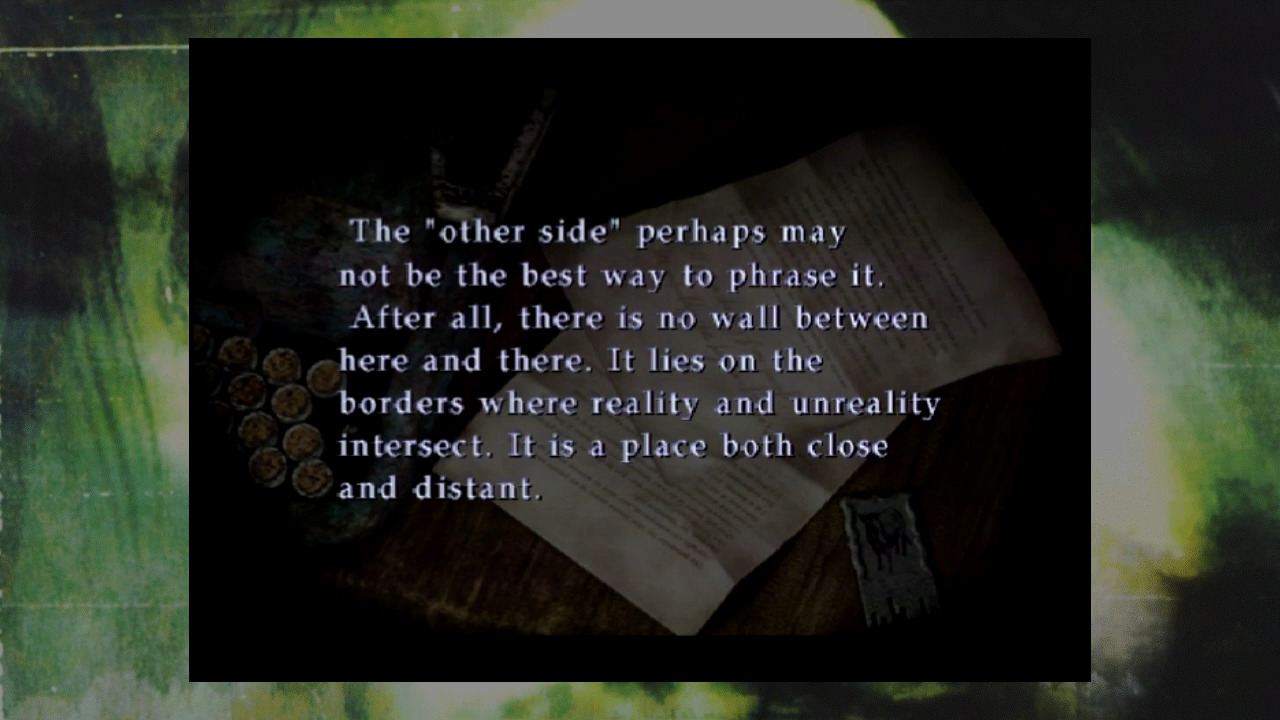 The "other side" perhaps may
not be the best way to phrase it.
After all, there is no wall between
here and there. It lies on the
borders where reality and unreality
intersect. It is a place both close
and distant.